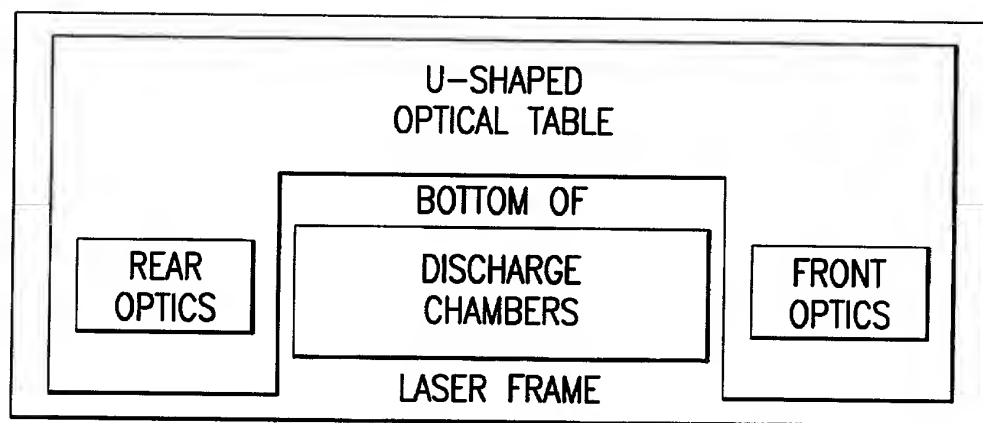 U-SHAPED
OPTICAL TABLE
BOTTOM OF
REAR
OPTICS
DISCHARGE
CHAMBERS
FRONT
OPTICS
LASER FRAME